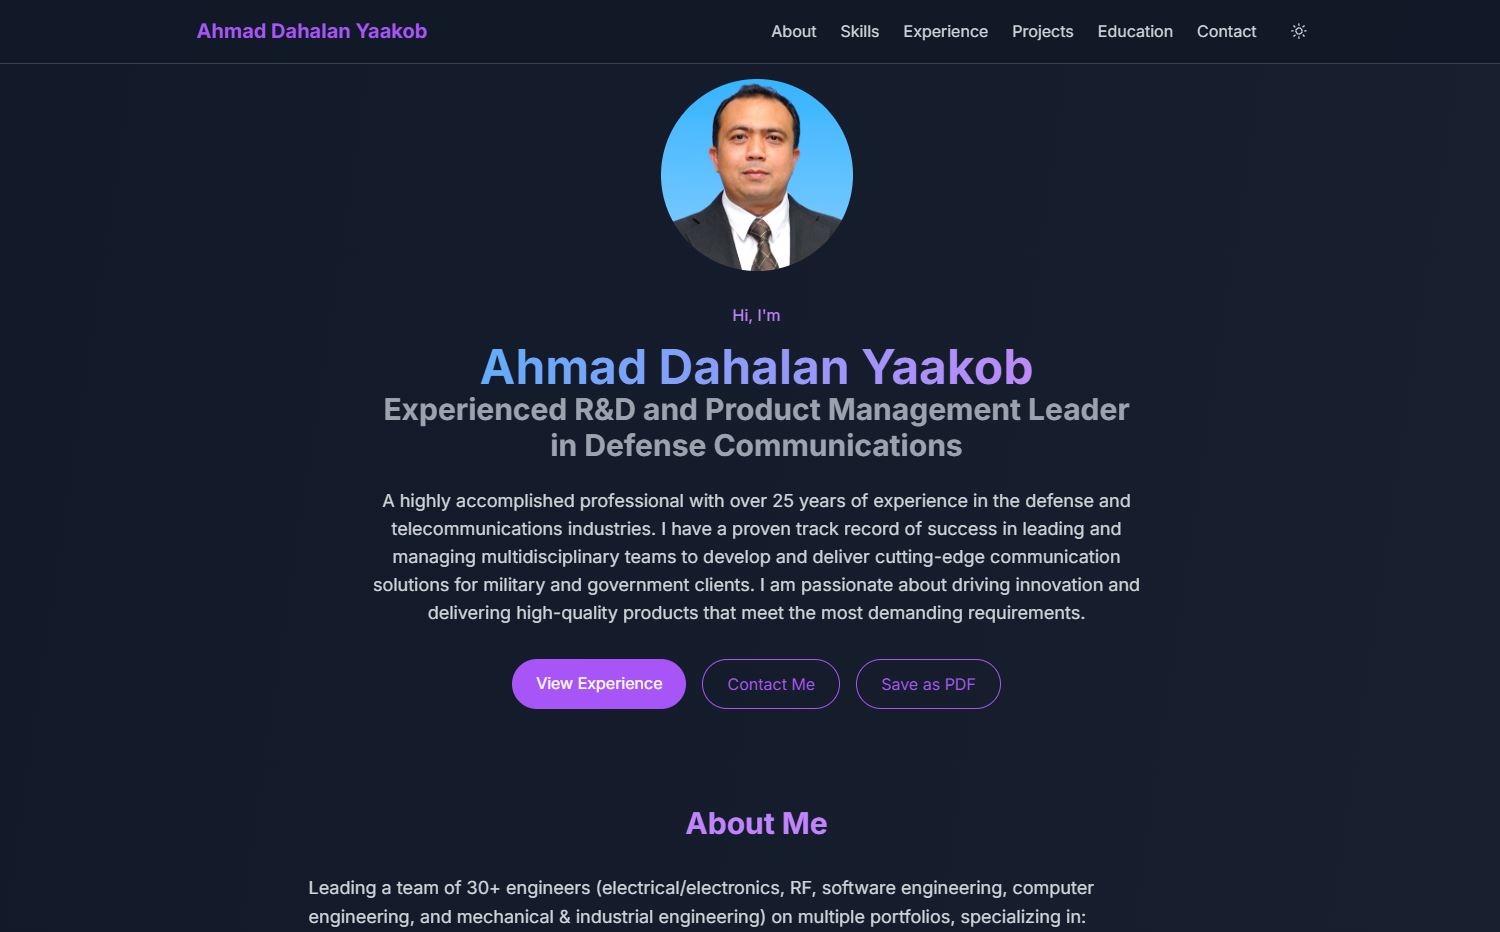 Ahmad Dahalan Yaakob
About Skills Experience Projects Education Contact
Hi, I'm
Ahmad Dahalan Yaakob
Experienced R&D and Product Management Leader
in Defense Communications
A highly accomplished professional with over 25 years of experience in the defense and
telecommunications industries. I have a proven track record of success in leading and
managing multidisciplinary teams to develop and deliver cutting-edge communication
solutions for military and government clients. I am passionate about driving innovation and
delivering high-quality products that meet the most demanding requirements.
View Experience Contact Me Save as PDF
About Me
Leading a team of 30+ engineers (electrical/electronics, RF, software engineering, computer
engineering, and mechanical & industrial engineering) on multiple portfolios, specializing in: